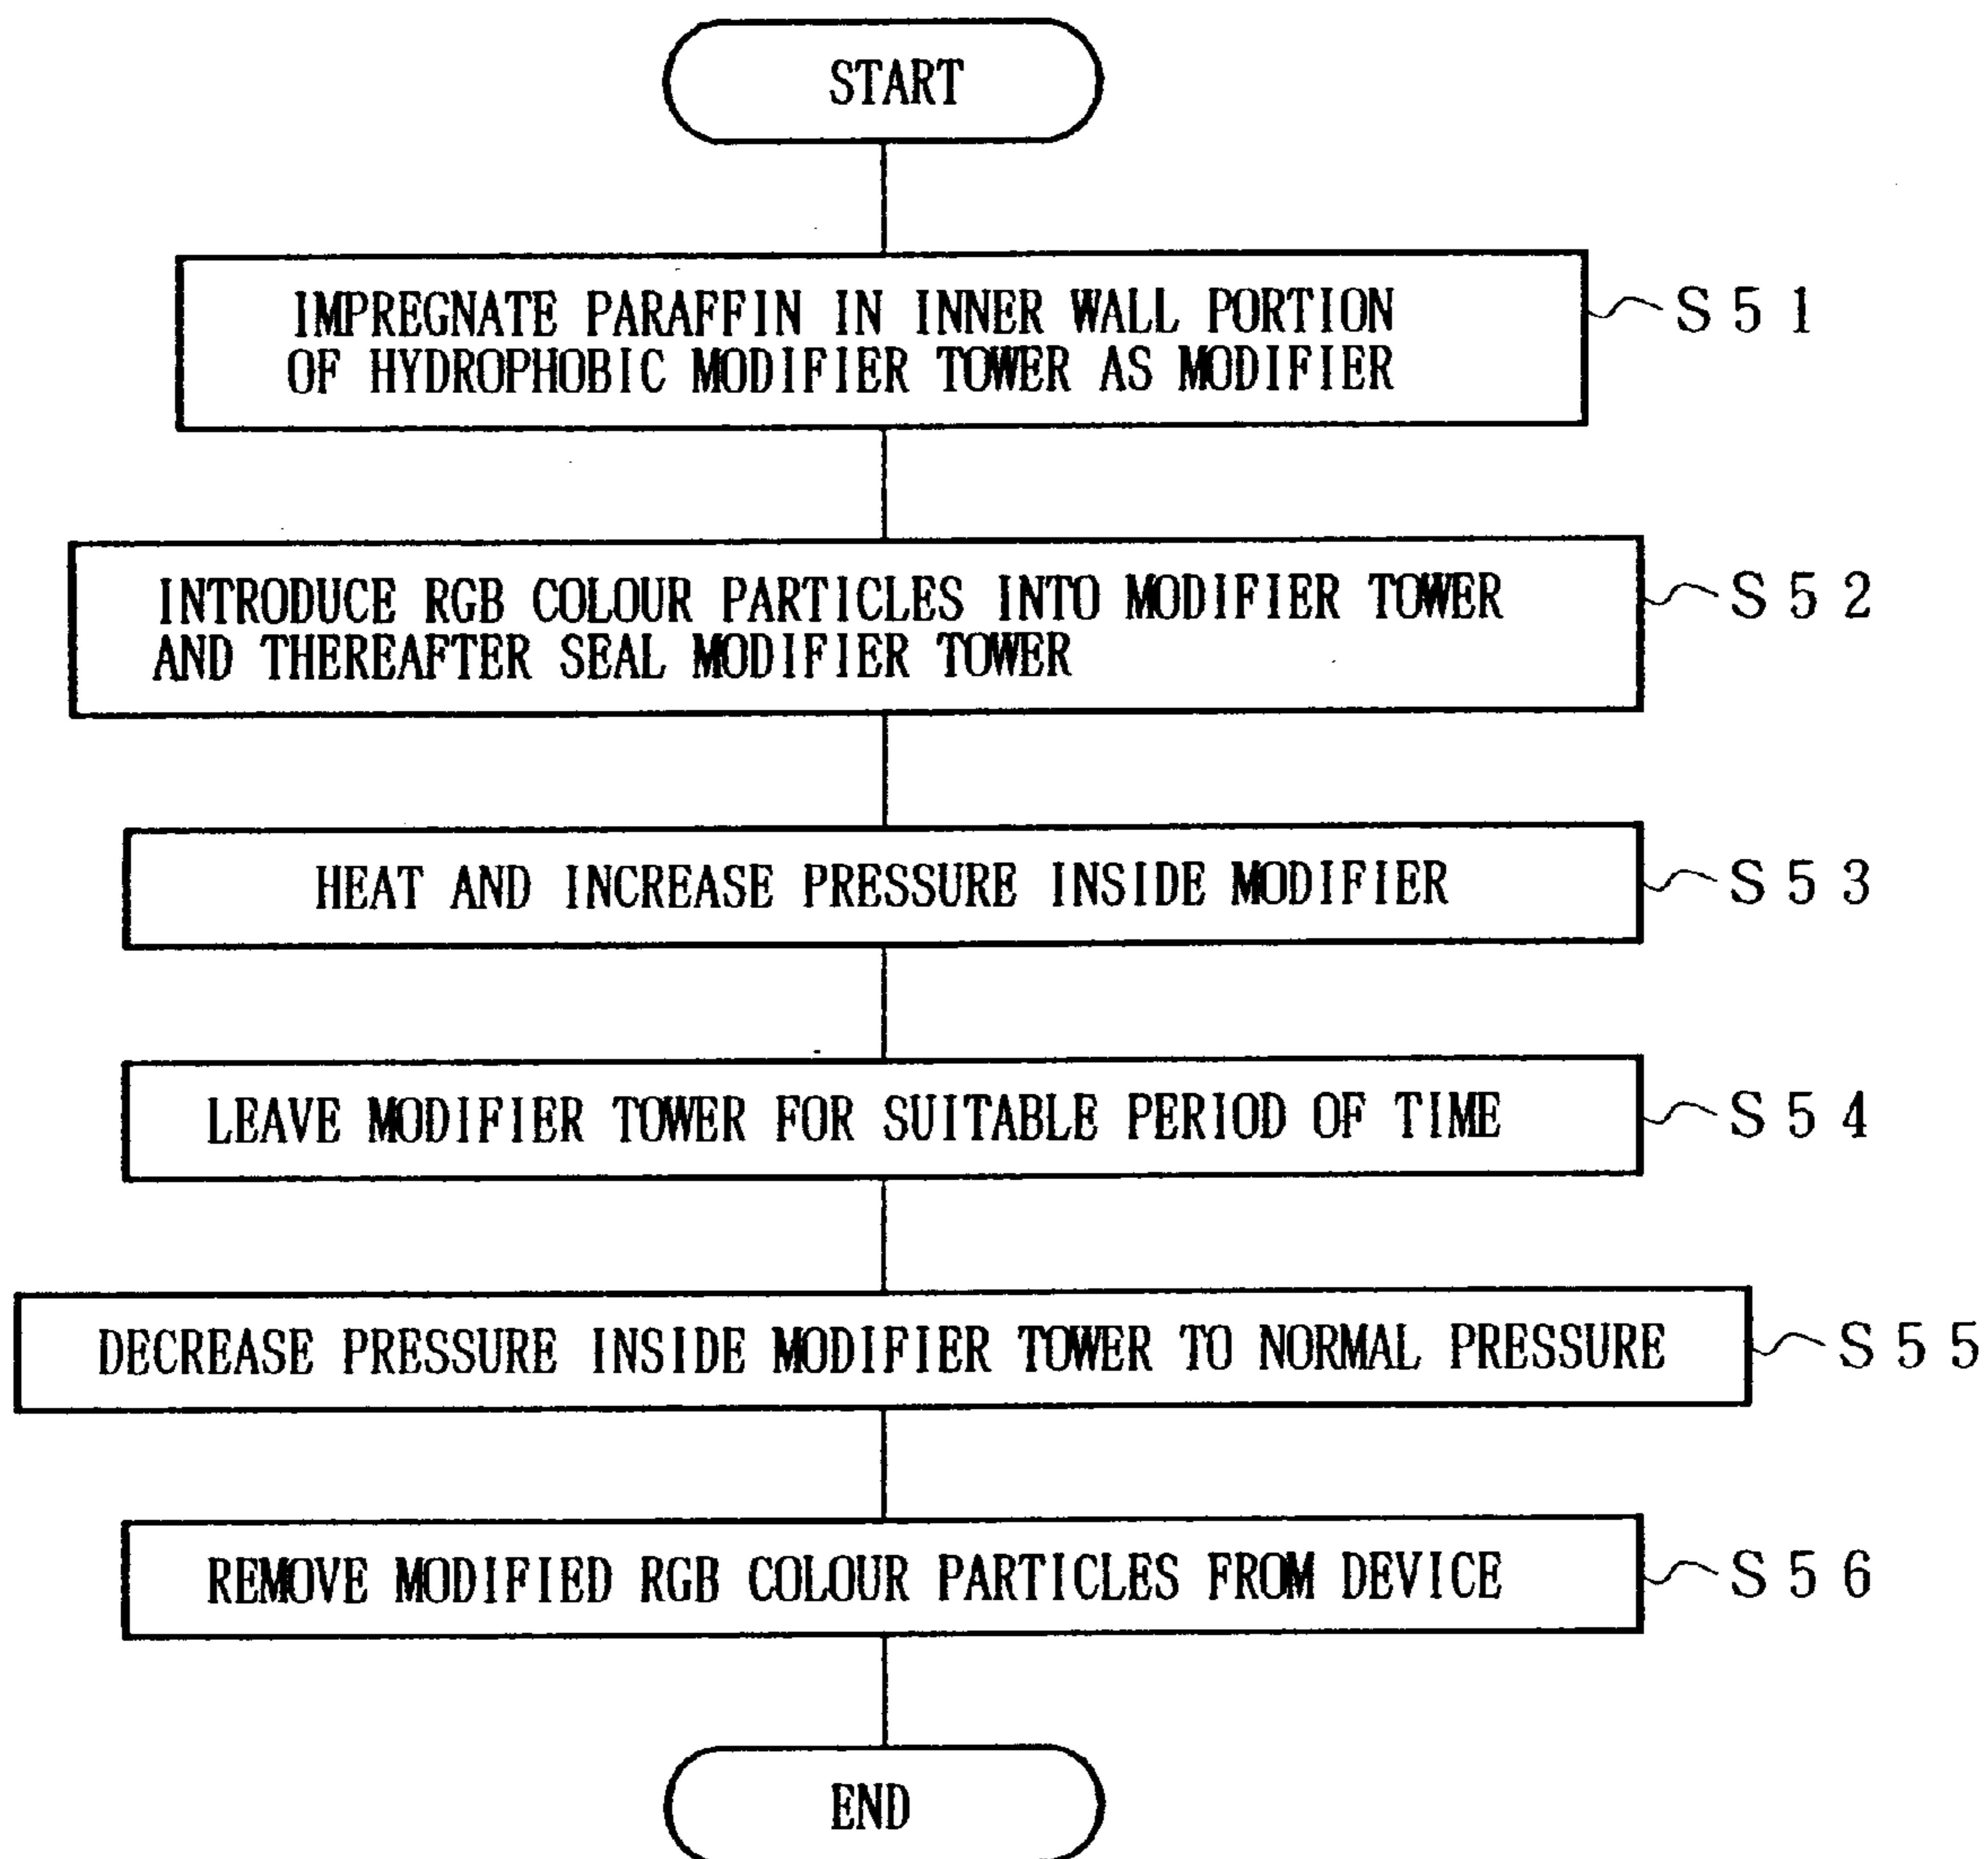 START
IMPREGNATE PARAFFIN IN INNER WALL PORTION
OF HYDROPHOBIC MODIFIER TOWER AS MODIFIER
S51
INTRODUCE RGB COLOUR PARTICLES INTO MODIFIER TOWER
AND THEREAFTER SEAL MODIFIER TOWER
S52
HEAT AND INCREASE PRESSURE INSIDE MODIFIER
S53
LEAVE MODIFIER TOWER FOR SUITABLE PERIOD OF TIME
S54
DECREASE PRESSURE INSIDE MODIFIER TOWER TO NORMAL PRESSURE
S55
REMOVE MODIFIED RGB COLOUR PARTICLES FROM DEVICE
S56
END